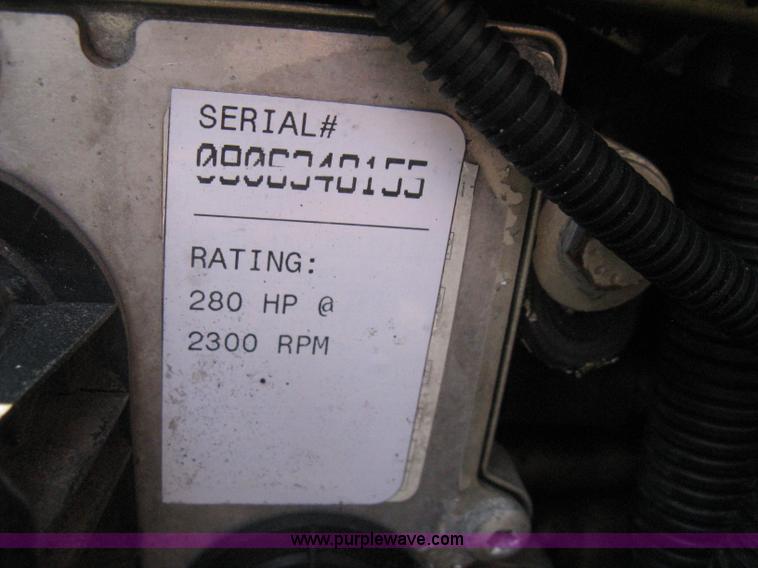 SERIAL#
RATING:
280 HP @
2300 RPM
www.purplewave.com